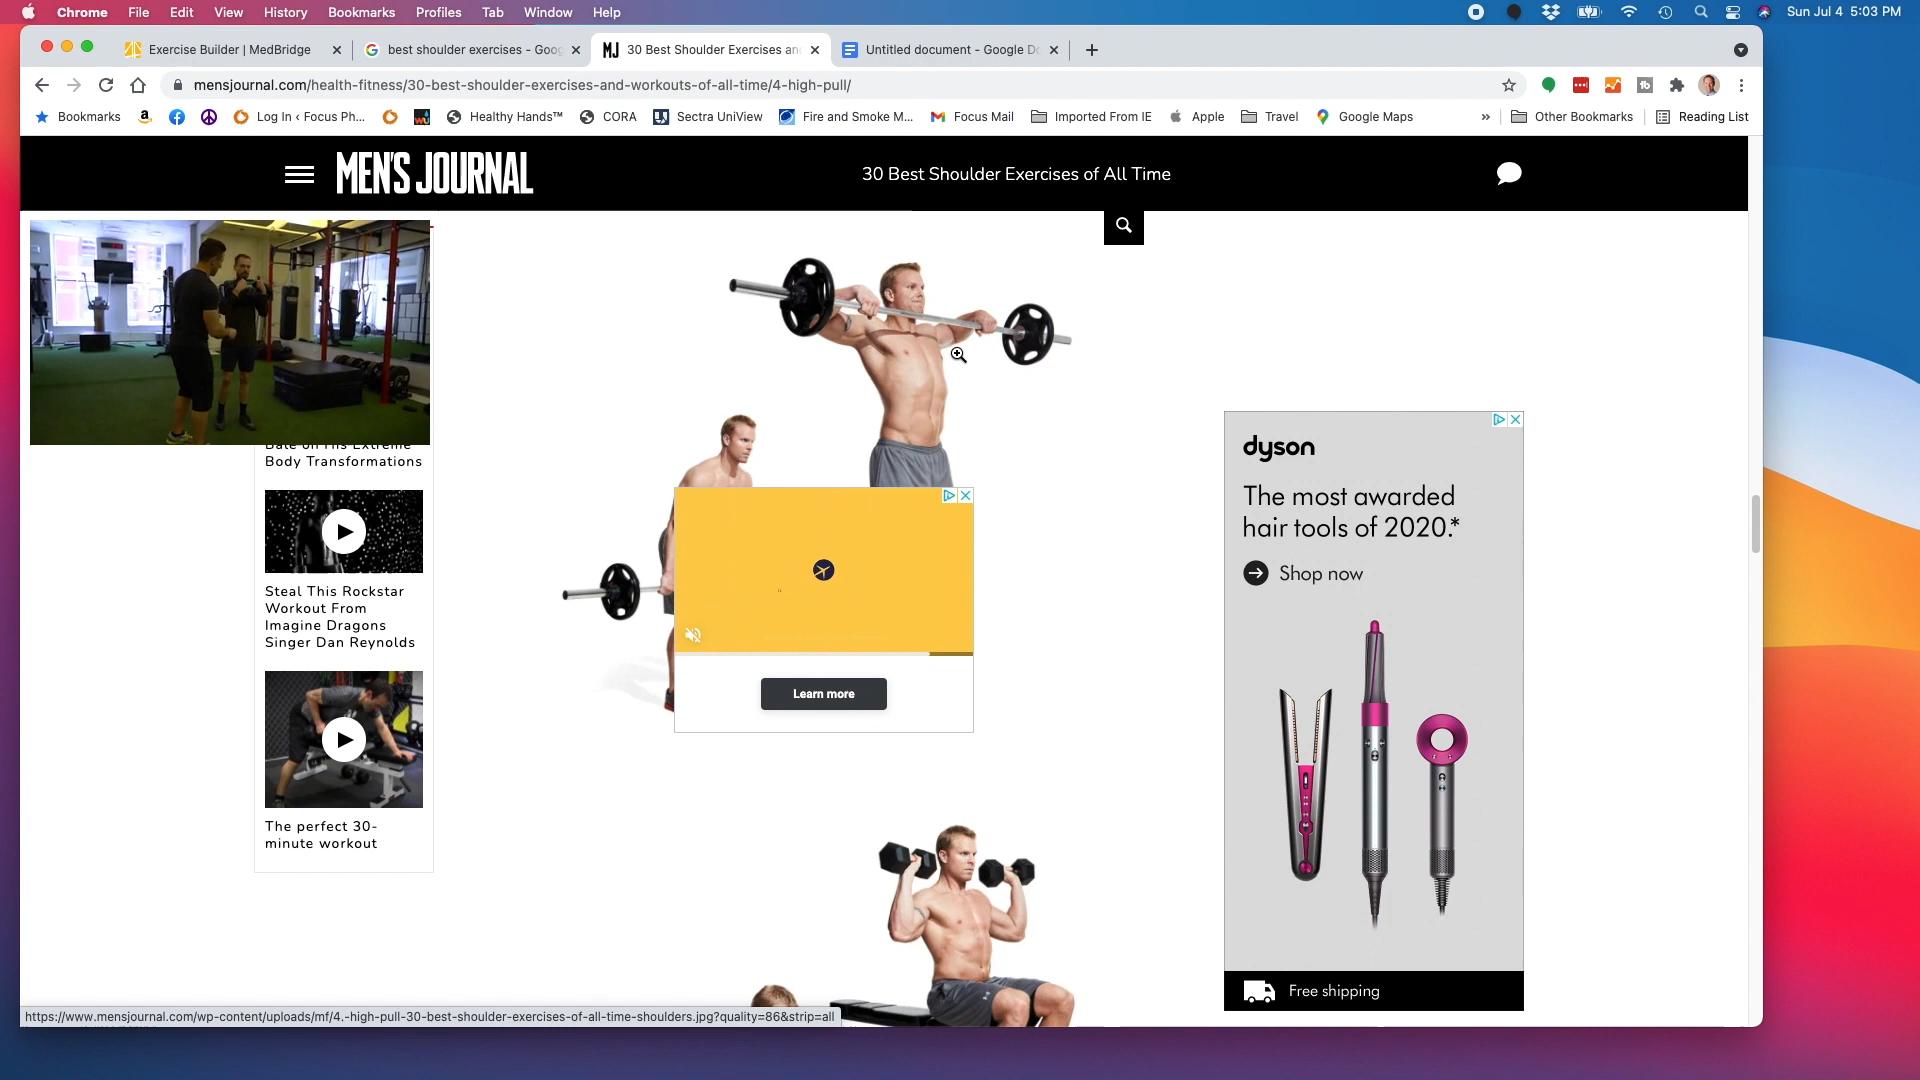 Chrome File Edit View History Bookmarks Profiles Tab Window Help Sun Jul 4 5:03 PM
Exercise Builder | MedBridge
best shoulder exercises - Goog
MJ 30 Best Shoulder Exercises an
Untitled document - Google Do
mensjournal.com/health-fitness/30-best-shoulder-exercises-and-workouts-of-all-time/4-high-pull/
Bookmarks Log In ‹ Focus Ph... Healthy Hands™ CORA Sectra UniView Fire and Smoke M... Focus Mail Imported From IE Apple Travel Google Maps » Other Bookmarks Reading List
MEN'S JOURNAL
30 Best Shoulder Exercises of All Time
Bale on His Extreme
Body Transformations
Steal This Rockstar
Workout From
Imagine Dragons
Singer Dan Reynolds
The perfect 30-
minute workout
Learn more
dyson
The most awarded
hair tools of 2020.*
Shop now
Free shipping
https://www.mensjournal.com/wp-content/uploads/mf/4.-high-pull-30-best-shoulder-exercises-of-all-time-shoulders.jpg?quality=86&strip=all